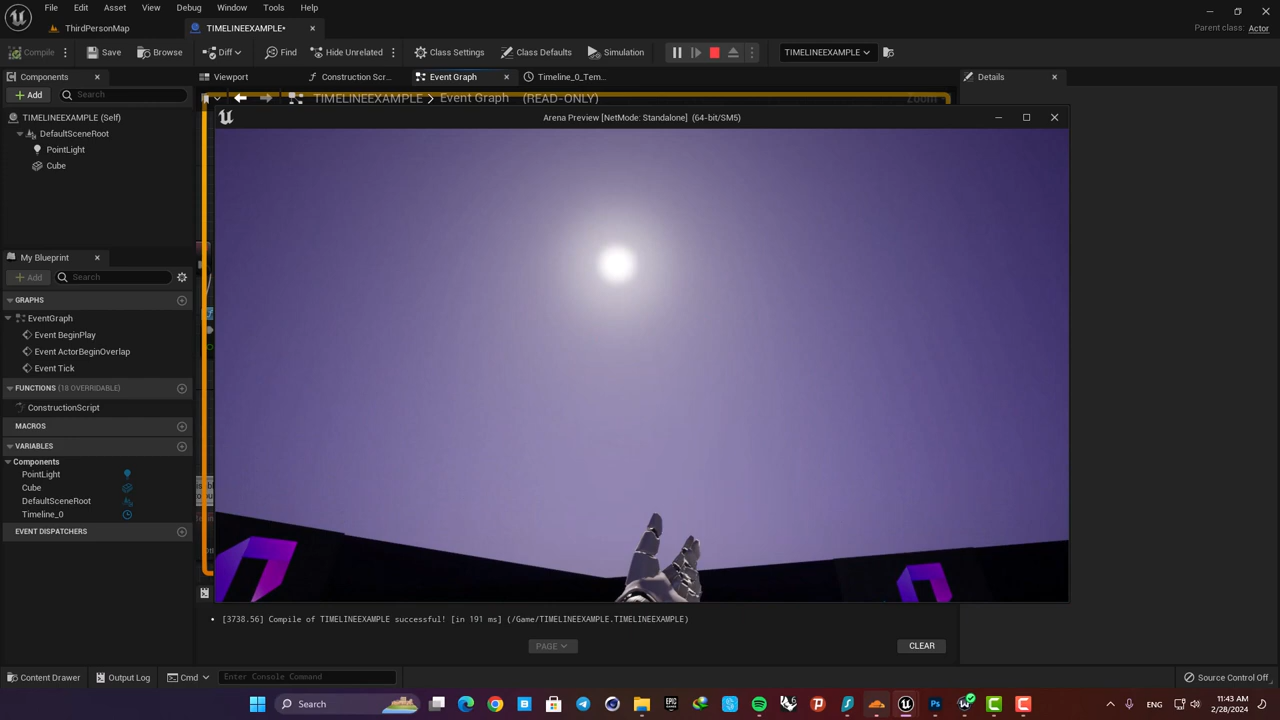 File Edit Asset View Debug Window Tools Help
ThirdPersonMap
TIMELINEEXAMPLE*
Parent class: Actor
Compile
Save
Browse
Diff
Find
Hide Unrelated
Class Settings
Class Defaults
Simulation
TIMELINEEXAMPLE
Components
Viewport
Construction Scr...
Event Graph
Timeline_0_Tem...
Details
Add
Search
TIMELINEEXAMPLE > Event Graph (READ-ONLY)
Zoom
Arena Preview [NetMode: Standalone] (64-bit/SM5)
TIMELINEEXAMPLE (Self)
DefaultSceneRoot
PointLight
Cube
My Blueprint
Add
Search
GRAPHS
EventGraph
Event BeginPlay
Event ActorBeginOverlap
Event Tick
FUNCTIONS (18 OVERRIDABLE)
ConstructionScript
MACROS
VARIABLES
Components
PointLight
Cube
DefaultSceneRoot
Timeline_0
EVENT DISPATCHERS
[3738.56] Compile of TIMELINEEXAMPLE successful! [in 191 ms] (/Game/TIMELINEEXAMPLE.TIMELINEEXAMPLE)
PAGE
CLEAR
Content Drawer
Output Log
Cmd
Enter Console Command
Source Control Off
Search
ENG
11:43 AM
2/28/2024